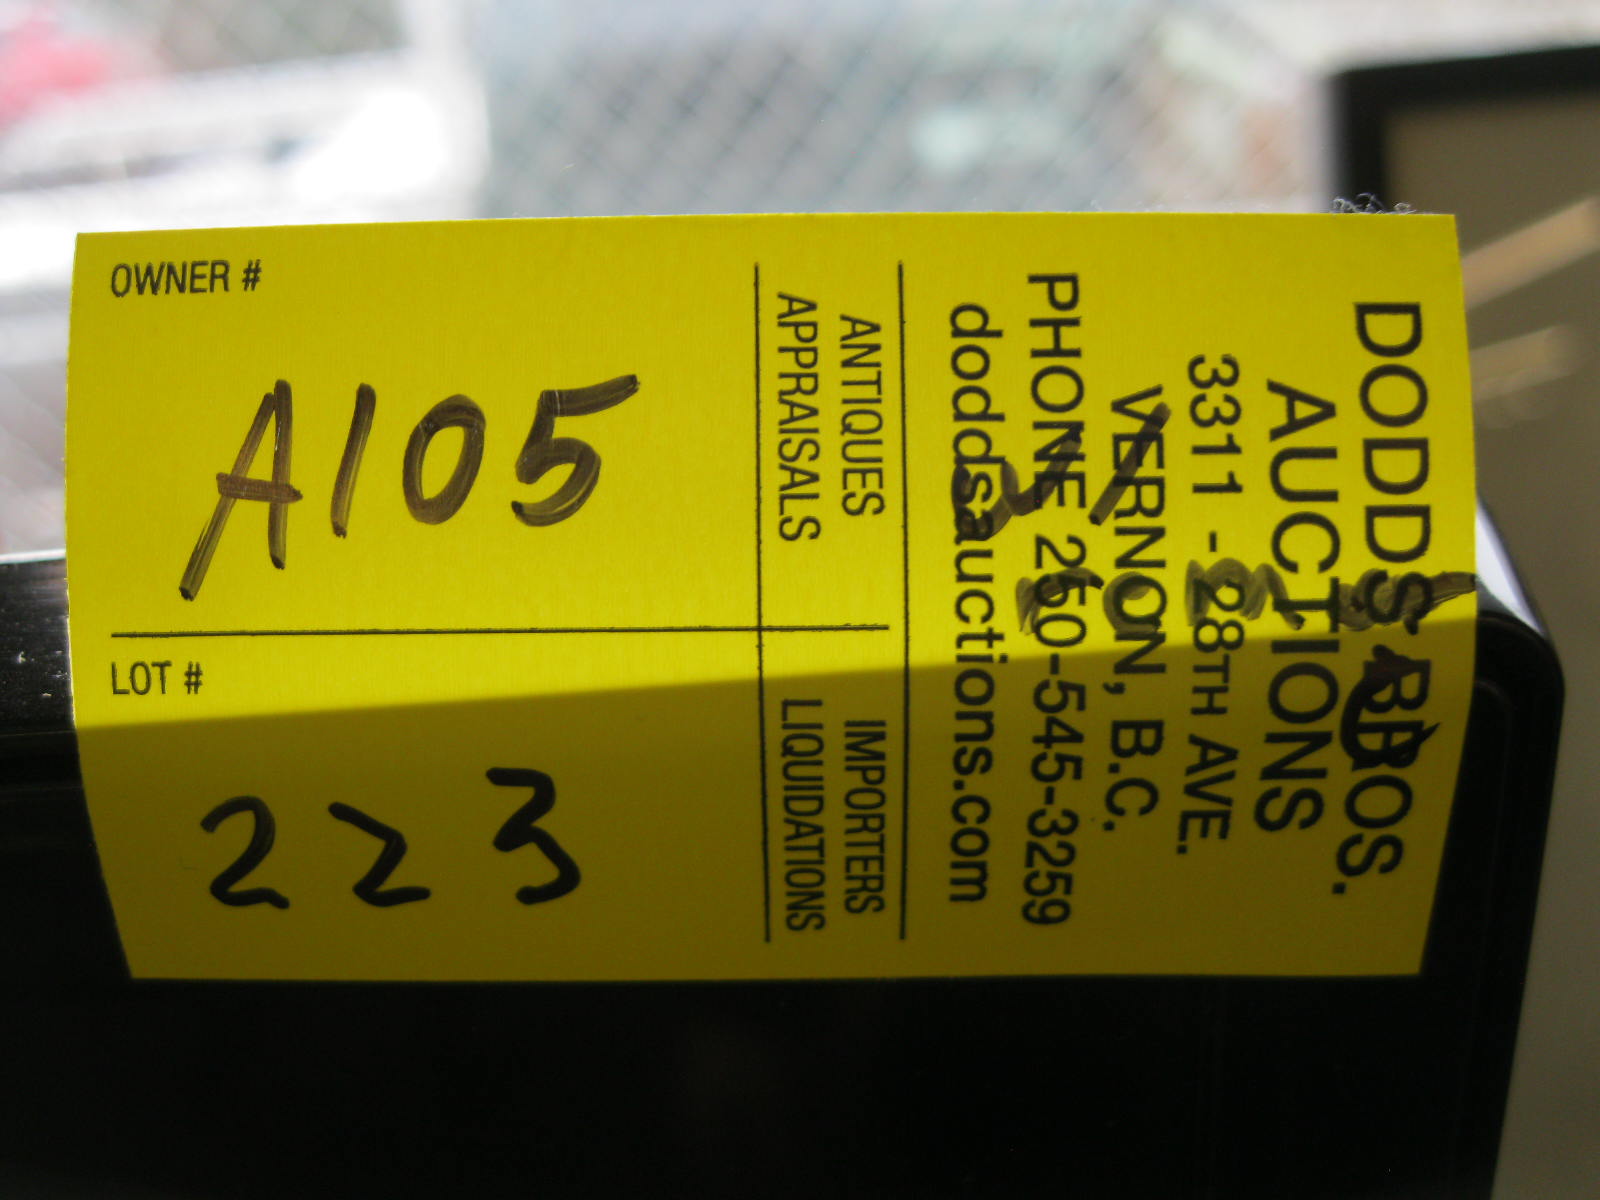 DODDS BROS.
AUCTIONS
3311 - 28TH AVE.
VERNON, B.C.
PHONE 250-545-3259
doddsauctions.com
ANTIQUES
APPRAISALS
IMPORTERS
LIQUIDATIONS
OWNER #
A105
LOT #
223